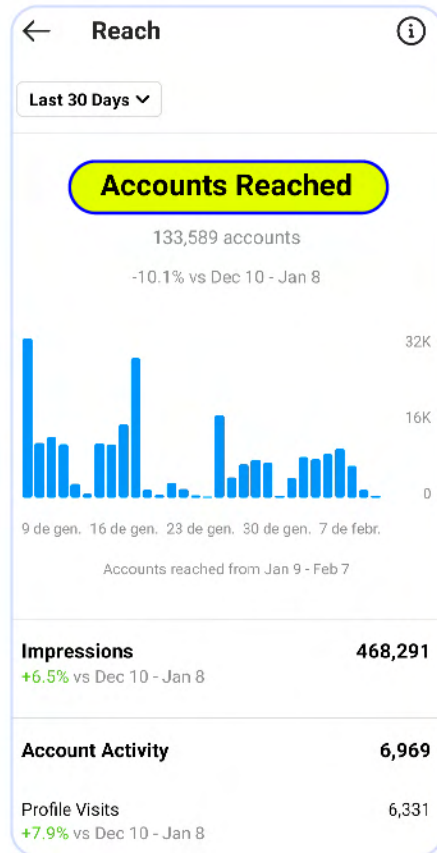 Reach
Last 30 Days
Accounts Reached
133,589 accounts
-10.1% vs Dec 10 - Jan 8
32K
16K
0
9 de gen. 16 de gen. 23 de gen. 30 de gen. 7 de febr.
Accounts reached from Jan 9 - Feb 7
Impressions 468,291
+6.5% vs Dec 10 - Jan 8
Account Activity 6,969
Profile Visits 6,331
+7.9% vs Dec 10 - Jan 8